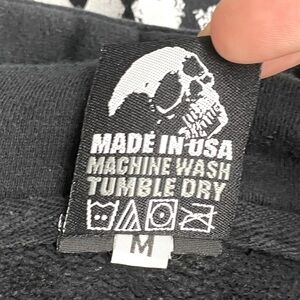 MADE IN USA
MACHINE WASH
TUMBLE DRY
M